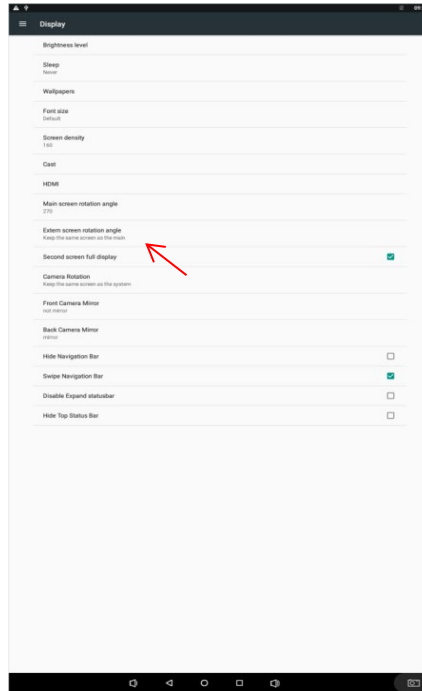 Display
Brightness level
Sleep
Never
Wallpapers
Font size
Default
Screen density
160
Cast
HDMI
Main screen rotation angle
270
Extern screen rotation angle
Keep the same screen as the main
Second screen full display
Camera Rotation
Keep the same screen as the system
Front Camera Mirror
not mirror
Back Camera Mirror
mirror
Hide Navigation Bar
Swipe Navigation Bar
Disable Expand statusbar
Hide Top Status Bar